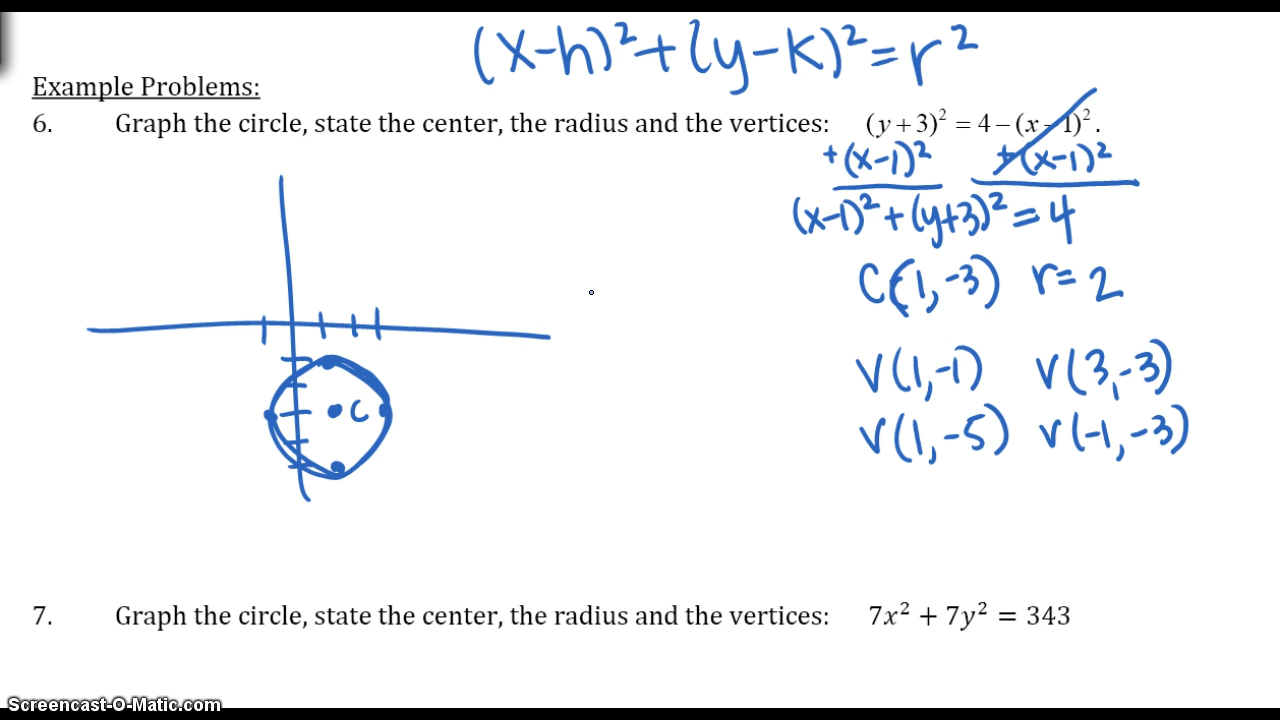 (x-h)² + (y-k)² = r²
Example Problems:
6. Graph the circle, state the center, the radius and the vertices: (y + 3)² = 4 − (x − 1)².
+(x-1)² +(x-1)²
(x-1)² + (y+3)² = 4
C(1, -3) r = 2
V(1, -1) V(3, -3)
C
V(1, -5) V(-1, -3)
7. Graph the circle, state the center, the radius and the vertices: 7x² + 7y² = 343
Screencast-O-Matic.com